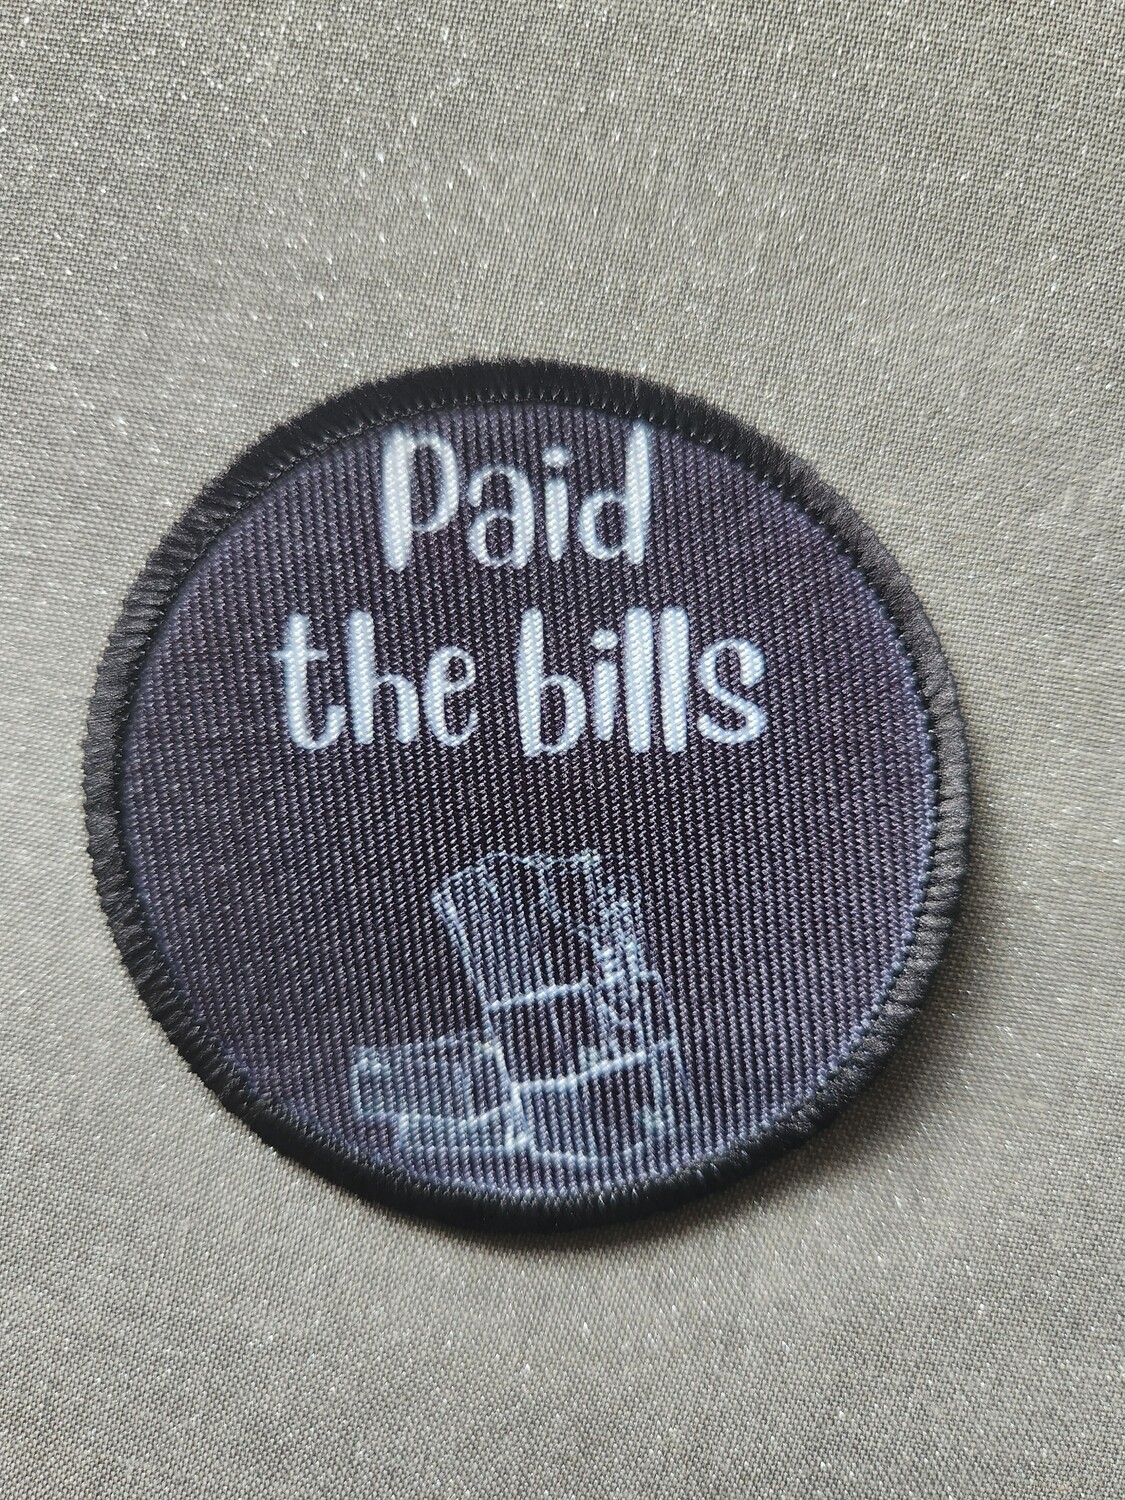 Paid
the bills